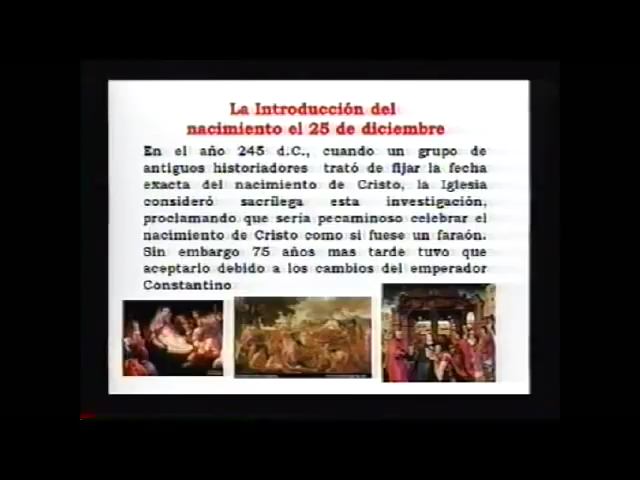 La Introducción del
nacimiento el 25 de diciembre
En el año 245 d.C., cuando un grupo de
antiguos historiadores trató de fijar la fecha
exacta del nacimiento de Cristo, la Iglesia
consideró sacrílega esta investigación,
proclamando que sería pecaminoso celebrar el
nacimiento de Cristo como si fuese un faraón.
Sin embargo 75 años mas tarde tuvo que
aceptarlo debido a los cambios del emperador
Constantino